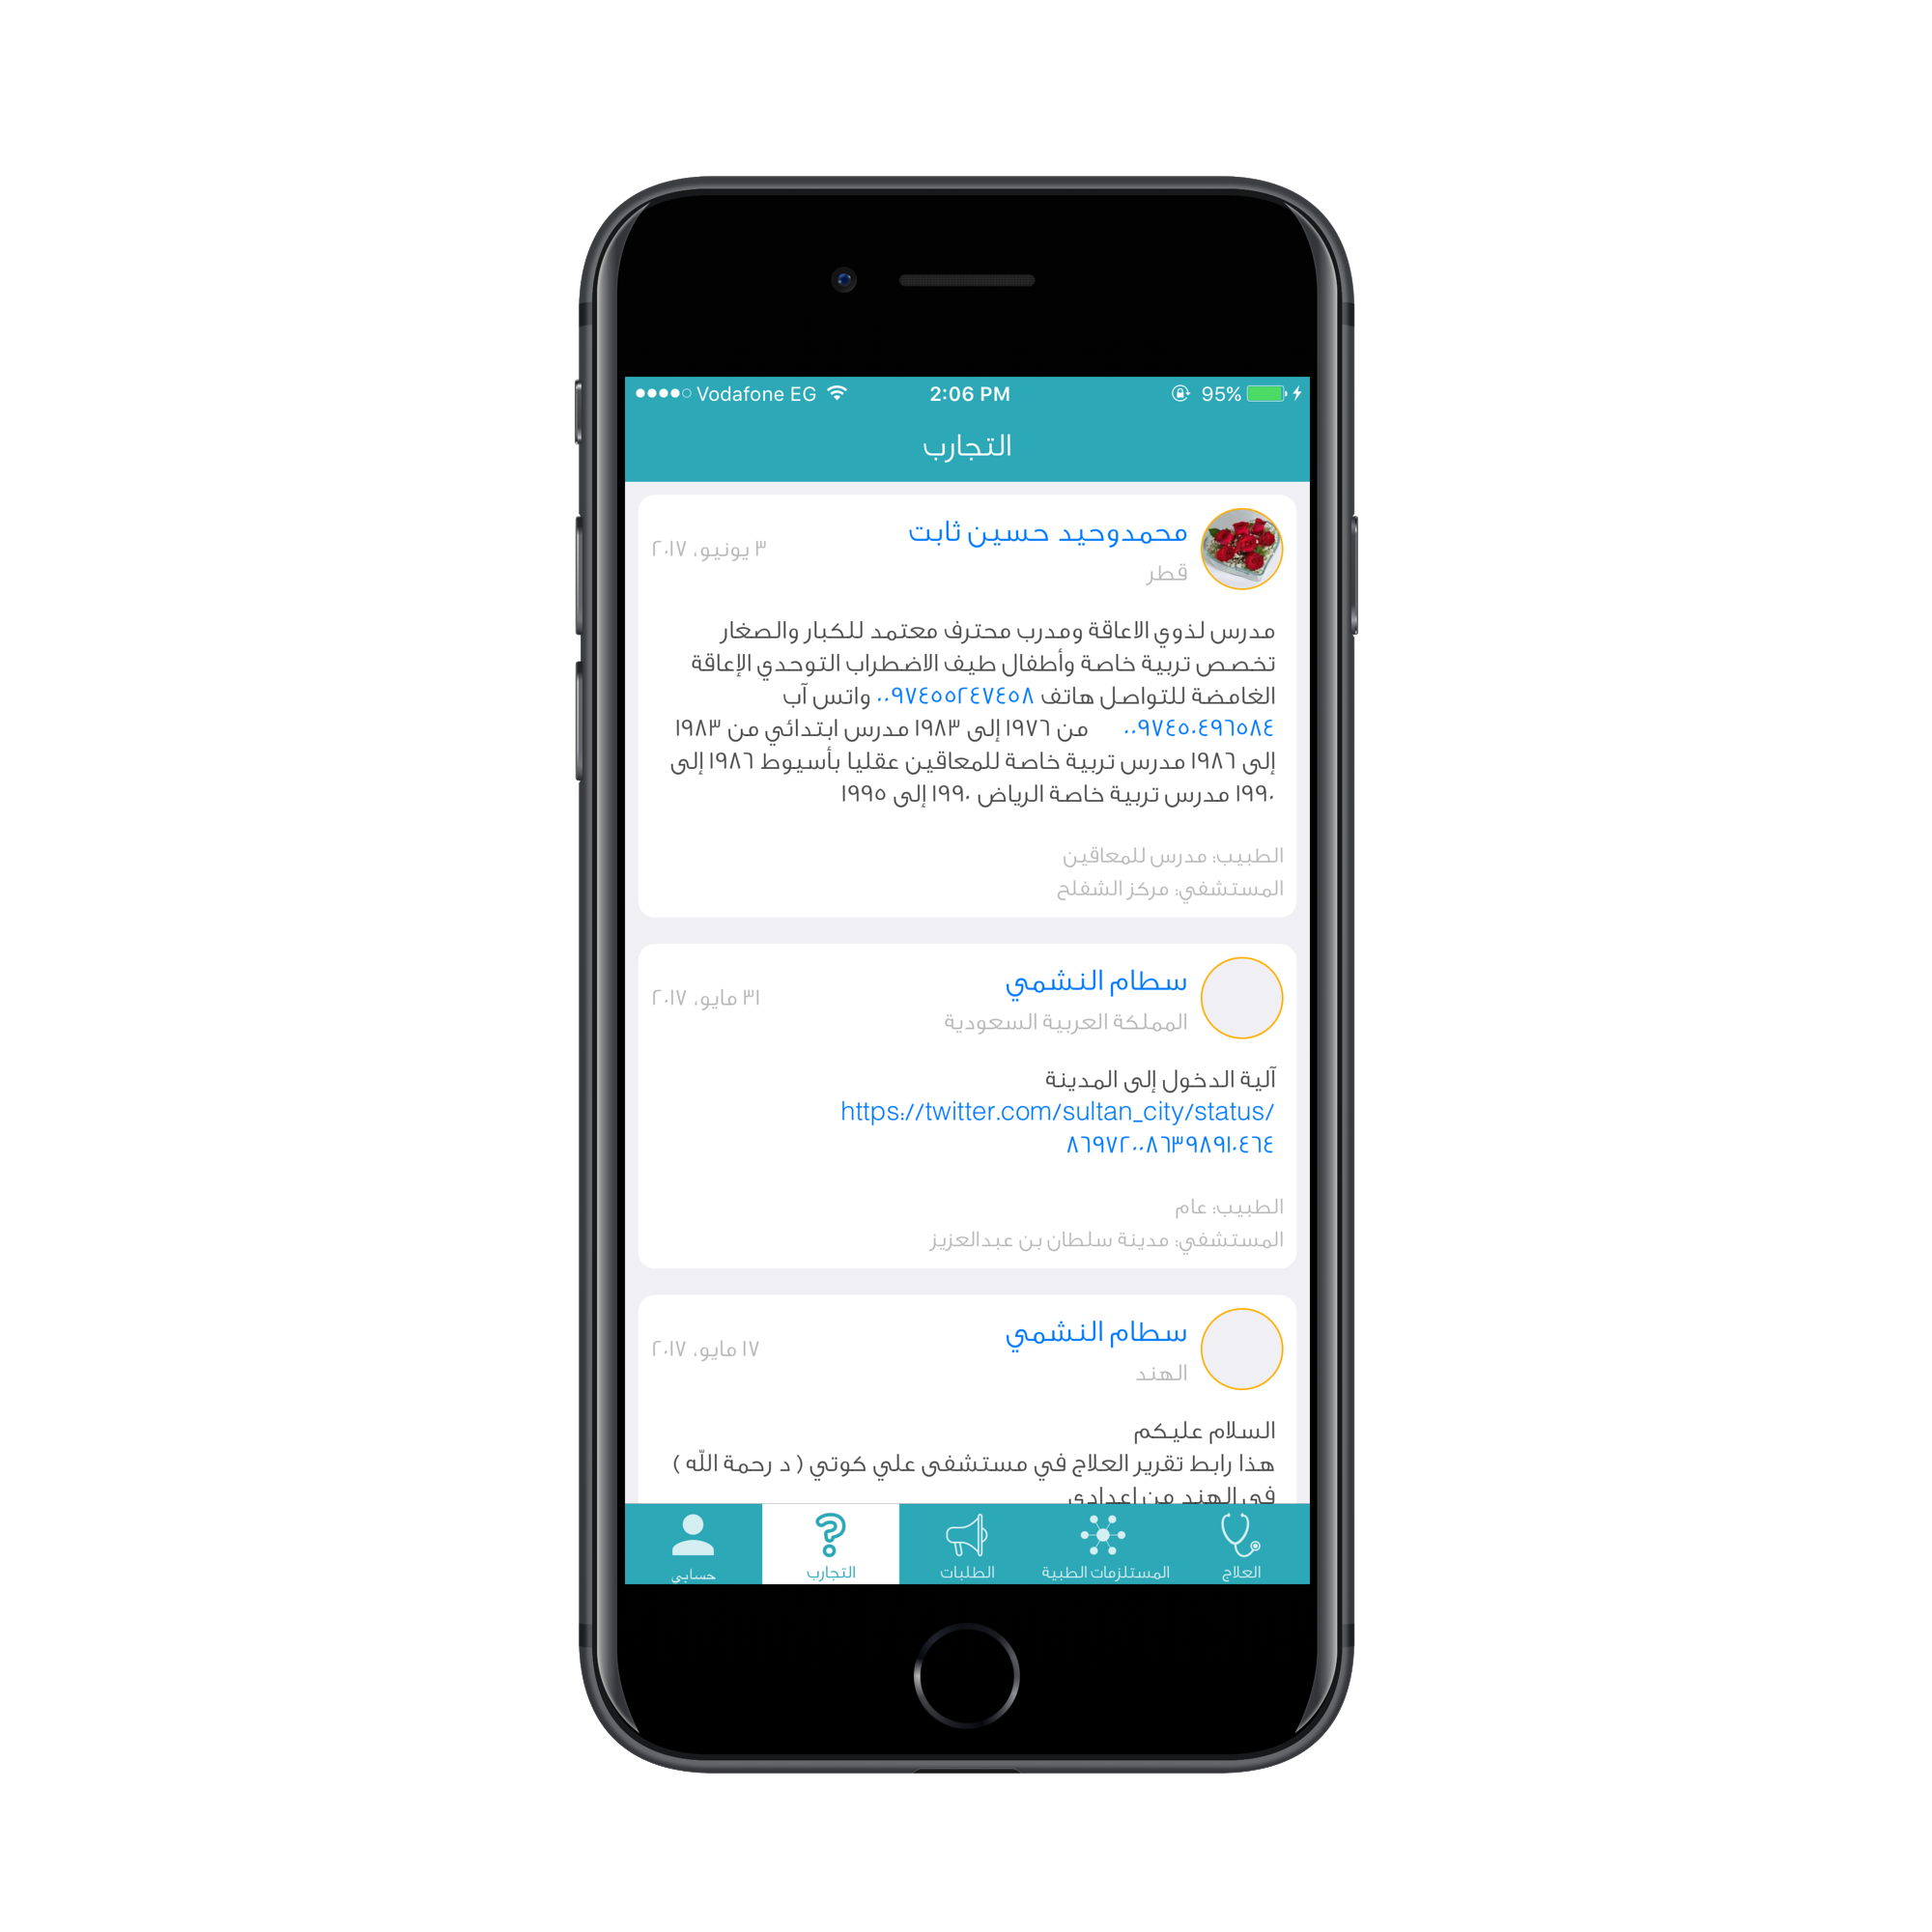 Vodafone EG 2:06 PM 95%
التجارب
محمدوحيد حسين ثابت
٣ يونيو، ٢٠١٧
قطر
مدرس لذوي الاعاقة ومدرب محترف معتمد للكبار والصغار
تخصص تربية خاصة وأطفال طيف الاضطراب التوحدي الإعاقة
الغامضة للتواصل هاتف ٠٠٩٧٤٥٥٢٤٧٤٥٨ واتس آب
٠٠٩٧٤٥٠٤٩٦٥٨٤ من ١٩٧٦ إلى ١٩٨٣ مدرس ابتدائي من ١٩٨٣
إلى ١٩٨٦ مدرس تربية خاصة للمعاقين عقليا بأسيوط ١٩٨٦ إلى
١٩٩٠ مدرس تربية خاصة الرياض ١٩٩٠ إلى ١٩٩٥
الطبيب: مدرس للمعاقين
المستشفي: مركز الشفلح
سطام النشمي
٣١ مايو، ٢٠١٧
المملكة العربية السعودية
آلية الدخول إلى المدينة
https://twitter.com/sultan_city/status/
٨٦٩٧٢٠٠٨٦٣٩٨٩١٠٤٦٤
الطبيب: عام
المستشفي: مدينة سلطان بن عبدالعزيز
سطام النشمي
١٧ مايو، ٢٠١٧
الهند
السلام عليكم
هذا رابط تقرير العلاج في مستشفى علي كوتي ( د رحمة الله )
في الهند من اعدادي
العلاج
المستلزمات الطبية
الطلبات
التجارب
حسابي